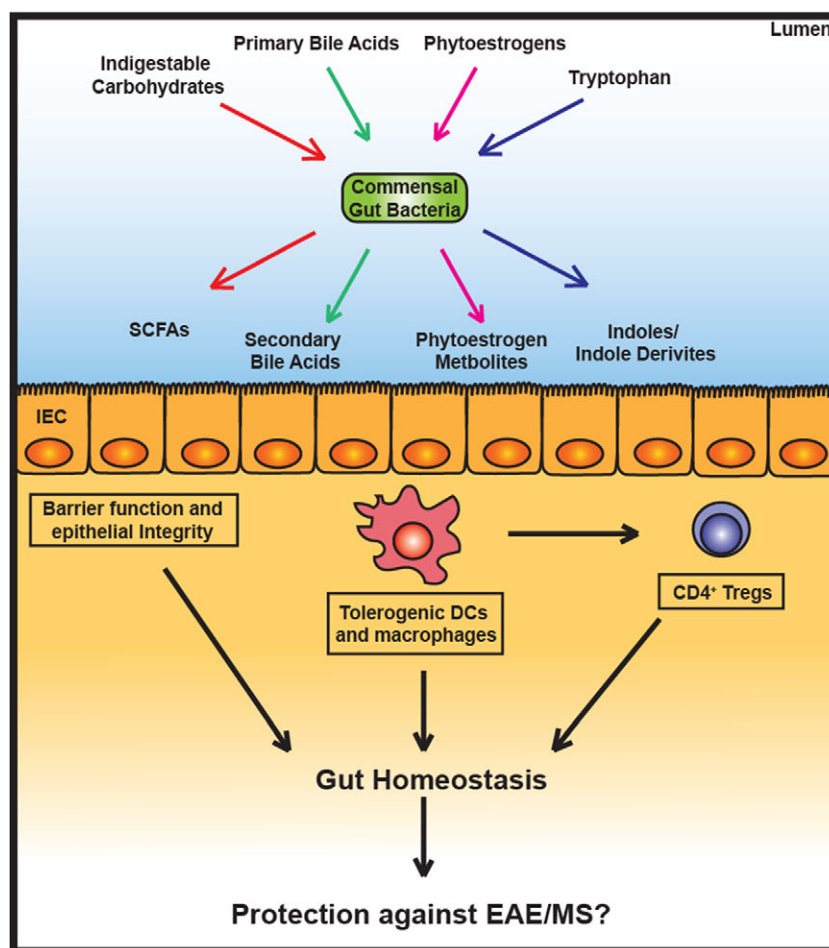 Lumen
Primary Bile Acids
Phytoestrogens
Indigestable
Carbohydrates
Tryptophan
Commensal
Gut Bacteria
SCFAs
Secondary
Bile Acids
Phytoestrogen
Metbolites
Indoles/
Indole Derivites
IEC
Barrier function and
epithelial Integrity
Tolerogenic DCs
and macrophages
CD4⁺ Tregs
Gut Homeostasis
Protection against EAE/MS?